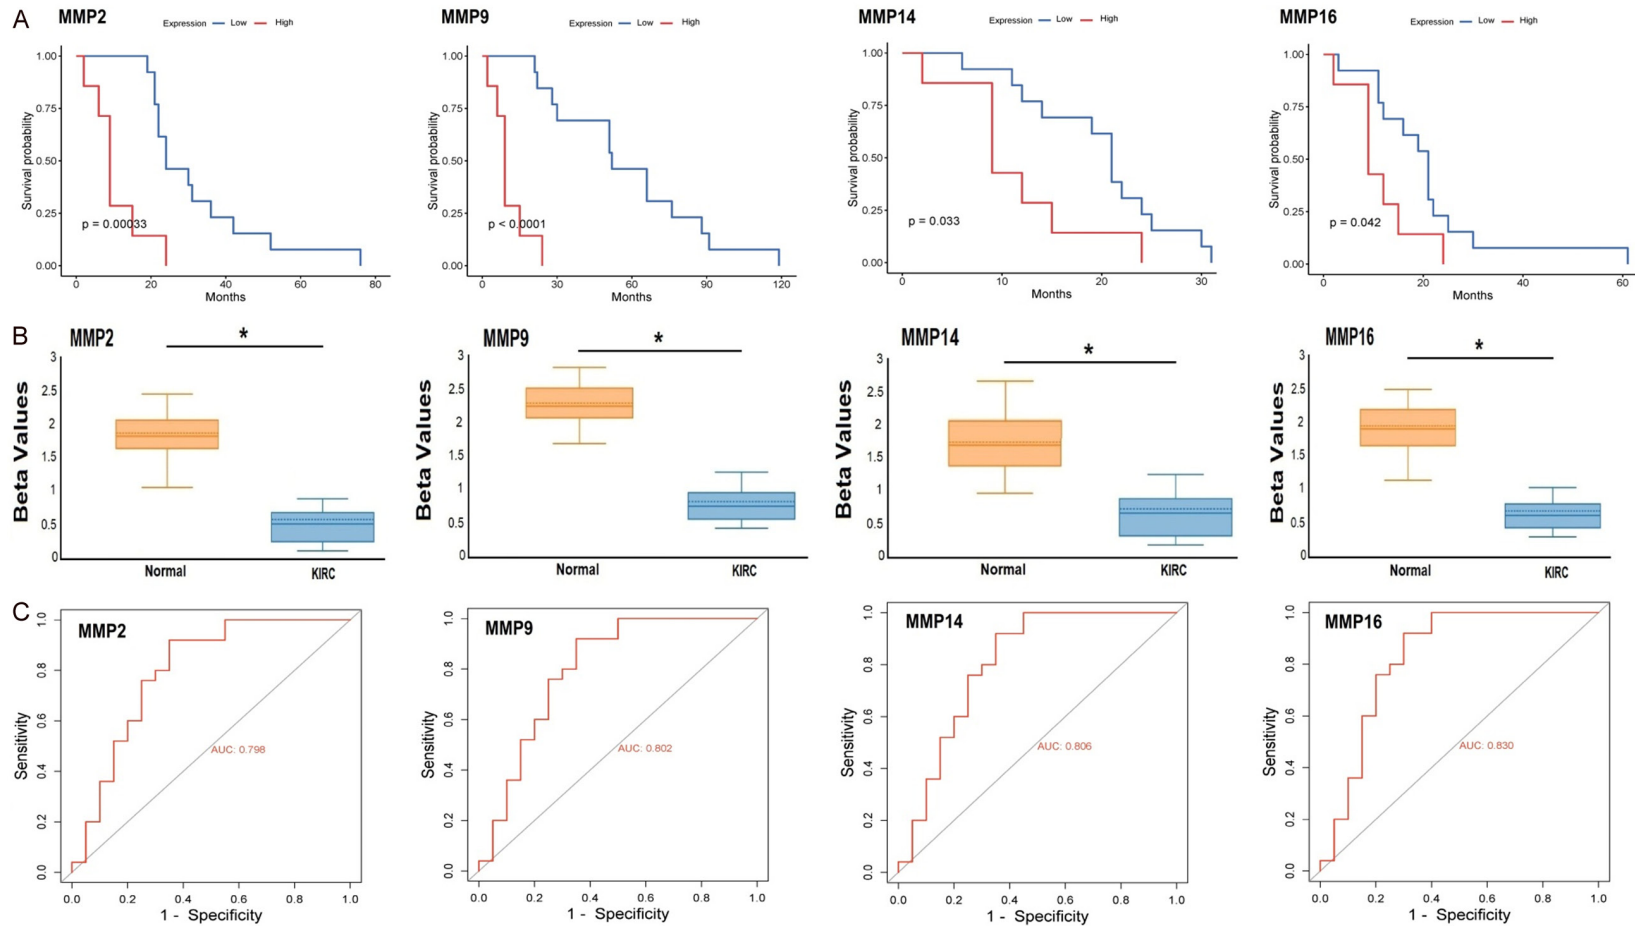 A
MMP2
Expression Low High
1.00
0.75
0.50
0.25
0.00
Survival probability
p = 0.00033
0 20 40 60 80
Months
MMP9
Expression Low High
1.00
0.75
0.50
0.25
0.00
Survival probability
p < 0.0001
0 30 60 90 120
Months
MMP14
Expression Low High
1.00
0.75
0.50
0.25
0.00
Survival probability
p = 0.033
0 10 20 30
Months
MMP16
Expression Low High
1.00
0.75
0.50
0.25
0.00
Survival probability
p = 0.042
0 20 40 60
Months
B
MMP2
*
3
2.5
2
1.5
1
0.5
0
Beta Values
Normal KIRC
MMP9
*
3
2.5
2
1.5
1
0.5
0
Beta Values
Normal KIRC
MMP14
*
3
2.5
2
1.5
1
0.5
0
Beta Values
Normal KIRC
MMP16
*
3
2.5
2
1.5
1
0.5
0
Beta Values
Normal KIRC
C
MMP2
1.0
0.8
0.6
0.4
0.2
0.0
Sensitivity
AUC: 0.798
0.0 0.2 0.4 0.6 0.8 1.0
1 - Specificity
MMP9
1.0
0.8
0.6
0.4
0.2
0.0
Sensitivity
AUC: 0.802
0.0 0.2 0.4 0.6 0.8 1.0
1 - Specificity
MMP14
1.0
0.8
0.6
0.4
0.2
0.0
Sensitivity
AUC: 0.806
0.0 0.2 0.4 0.6 0.8 1.0
1 - Specificity
MMP16
1.0
0.8
0.6
0.4
0.2
0.0
Sensitivity
AUC: 0.830
0.0 0.2 0.4 0.6 0.8 1.0
1 - Specificity